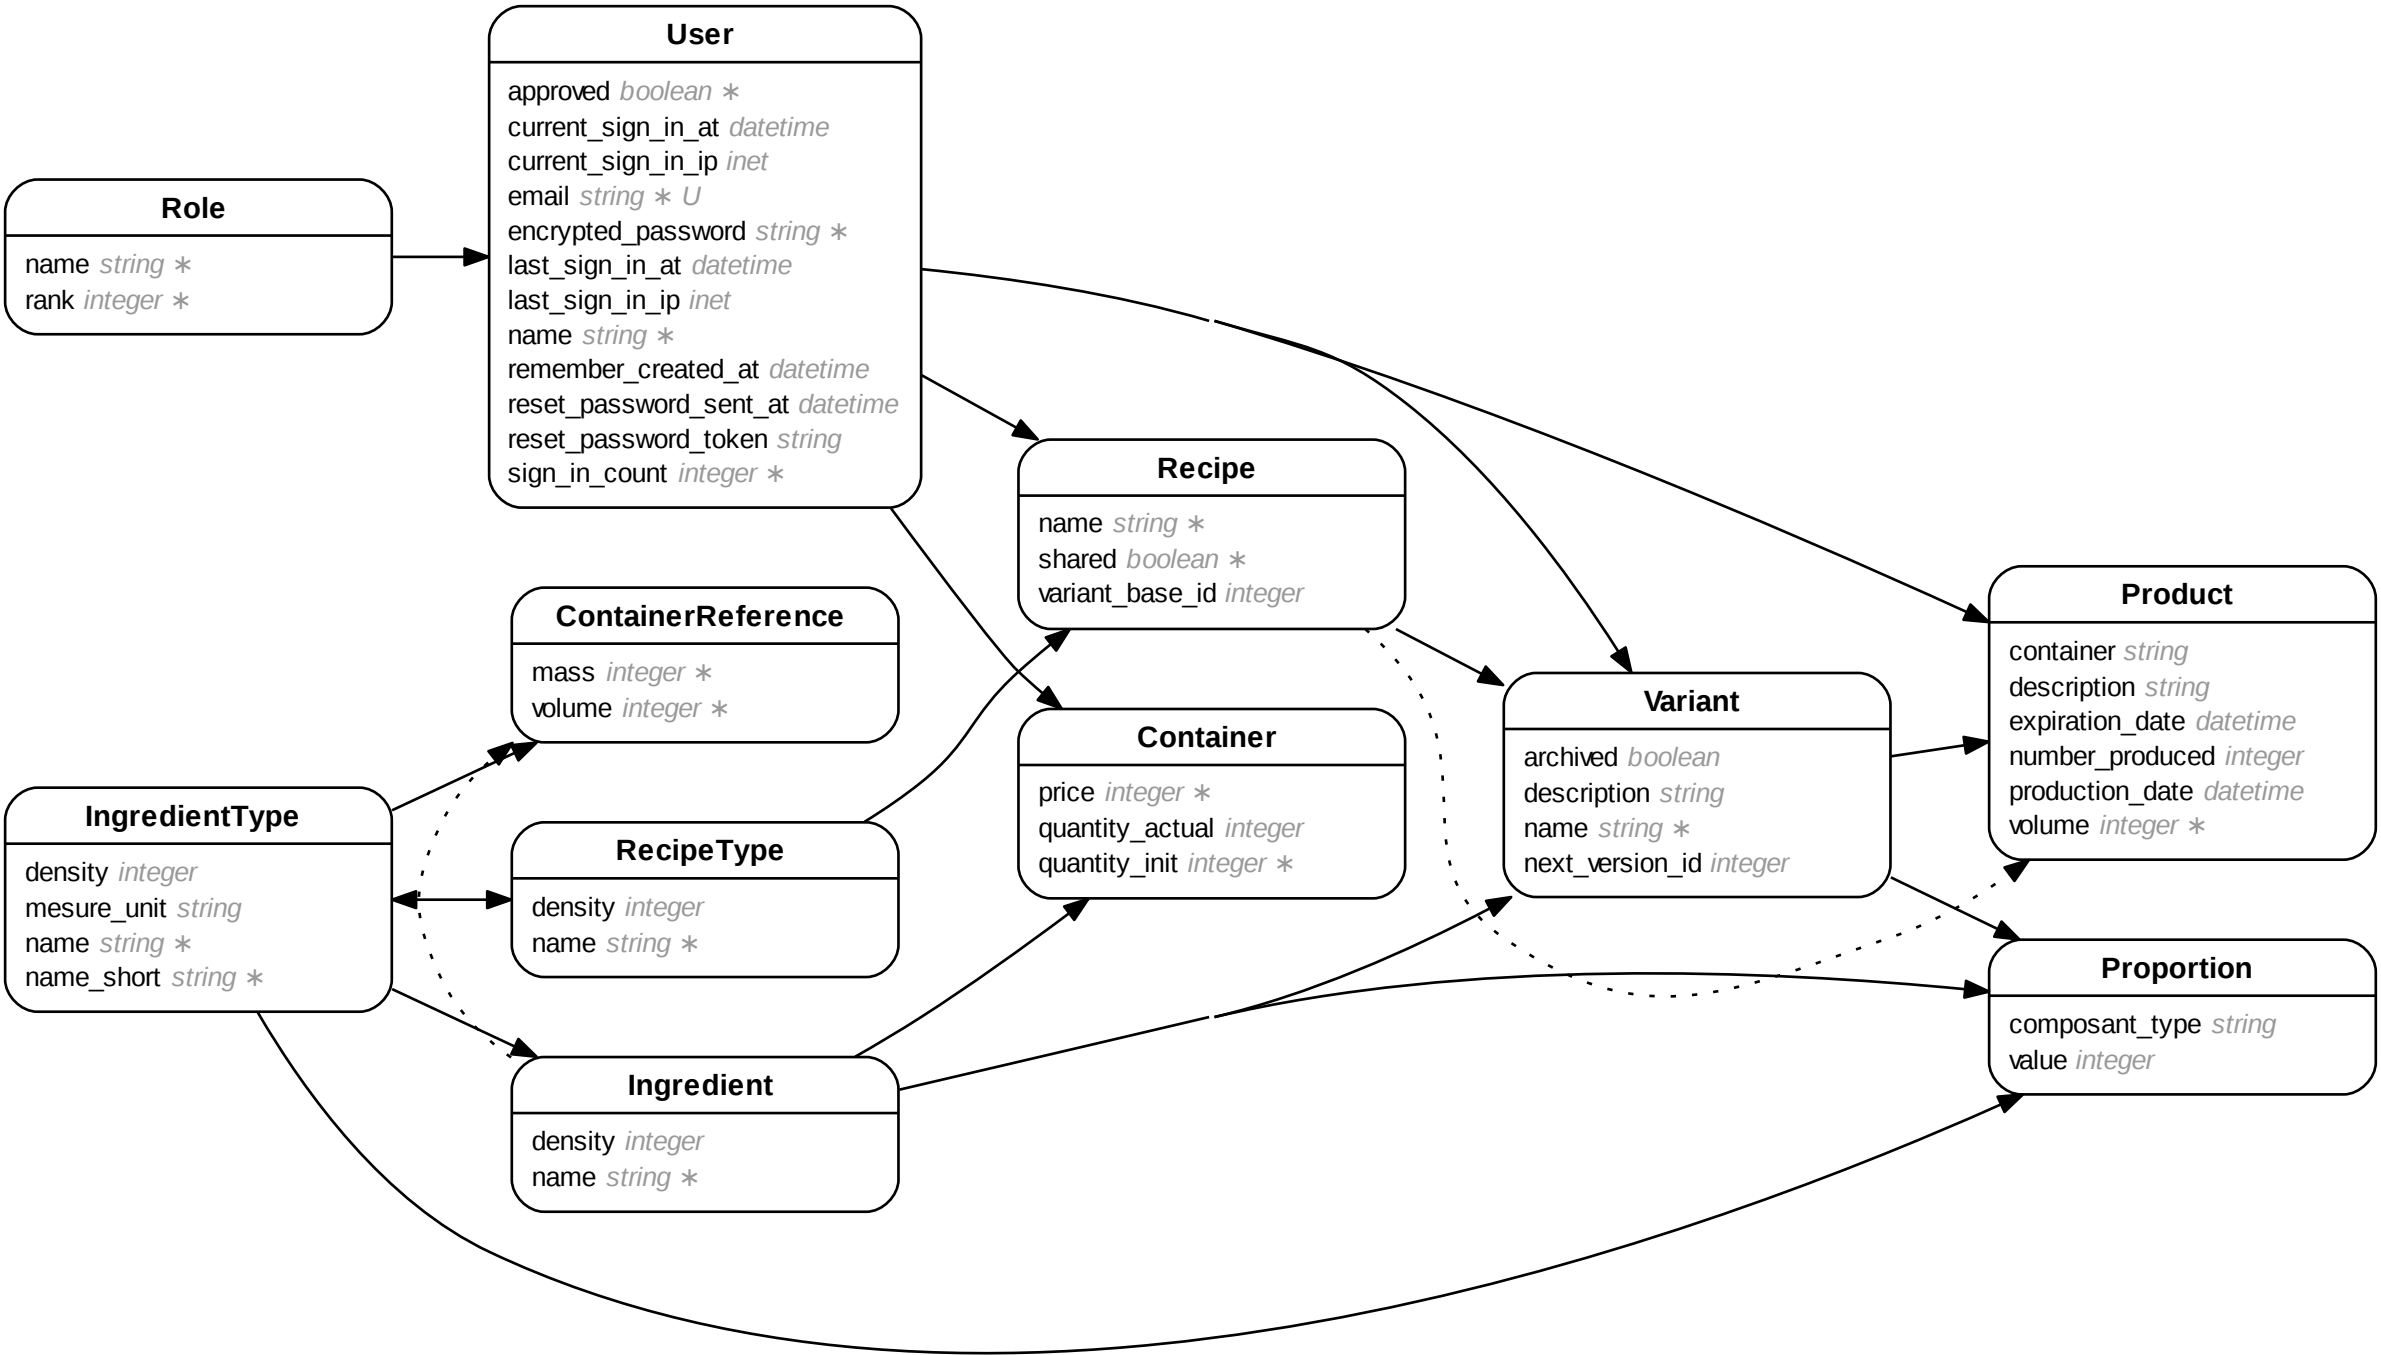 User
approved boolean ∗
current_sign_in_at datetime
current_sign_in_ip inet
email string ∗ U
encrypted_password string ∗
last_sign_in_at datetime
last_sign_in_ip inet
name string ∗
remember_created_at datetime
reset_password_sent_at datetime
reset_password_token string
sign_in_count integer ∗
Role
name string ∗
rank integer ∗
Recipe
name string ∗
shared boolean ∗
variant_base_id integer
ContainerReference
mass integer ∗
volume integer ∗
Product
container string
description string
expiration_date datetime
number_produced integer
production_date datetime
volume integer ∗
Variant
archived boolean
description string
name string ∗
next_version_id integer
Container
price integer ∗
quantity_actual integer
quantity_init integer ∗
IngredientType
density integer
mesure_unit string
name string ∗
name_short string ∗
RecipeType
density integer
name string ∗
Proportion
composant_type string
value integer
Ingredient
density integer
name string ∗